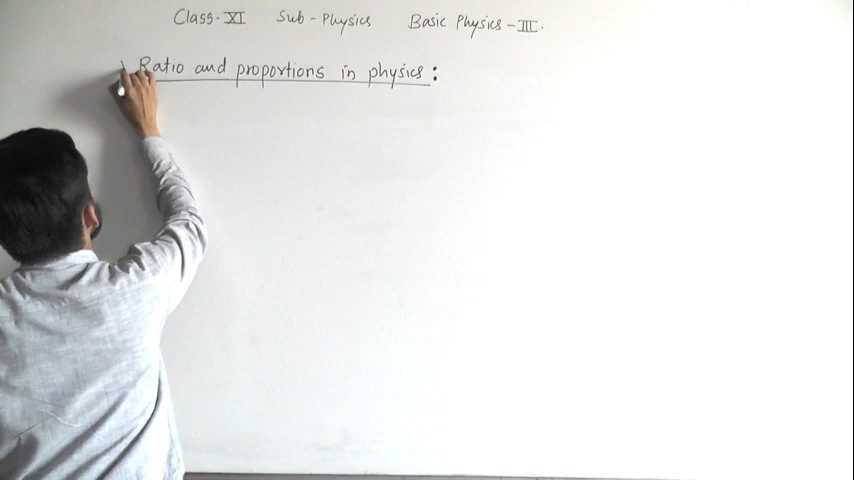 Class-XI Sub-Physics Basic Physics-III.
Ratio and proportions in physics: